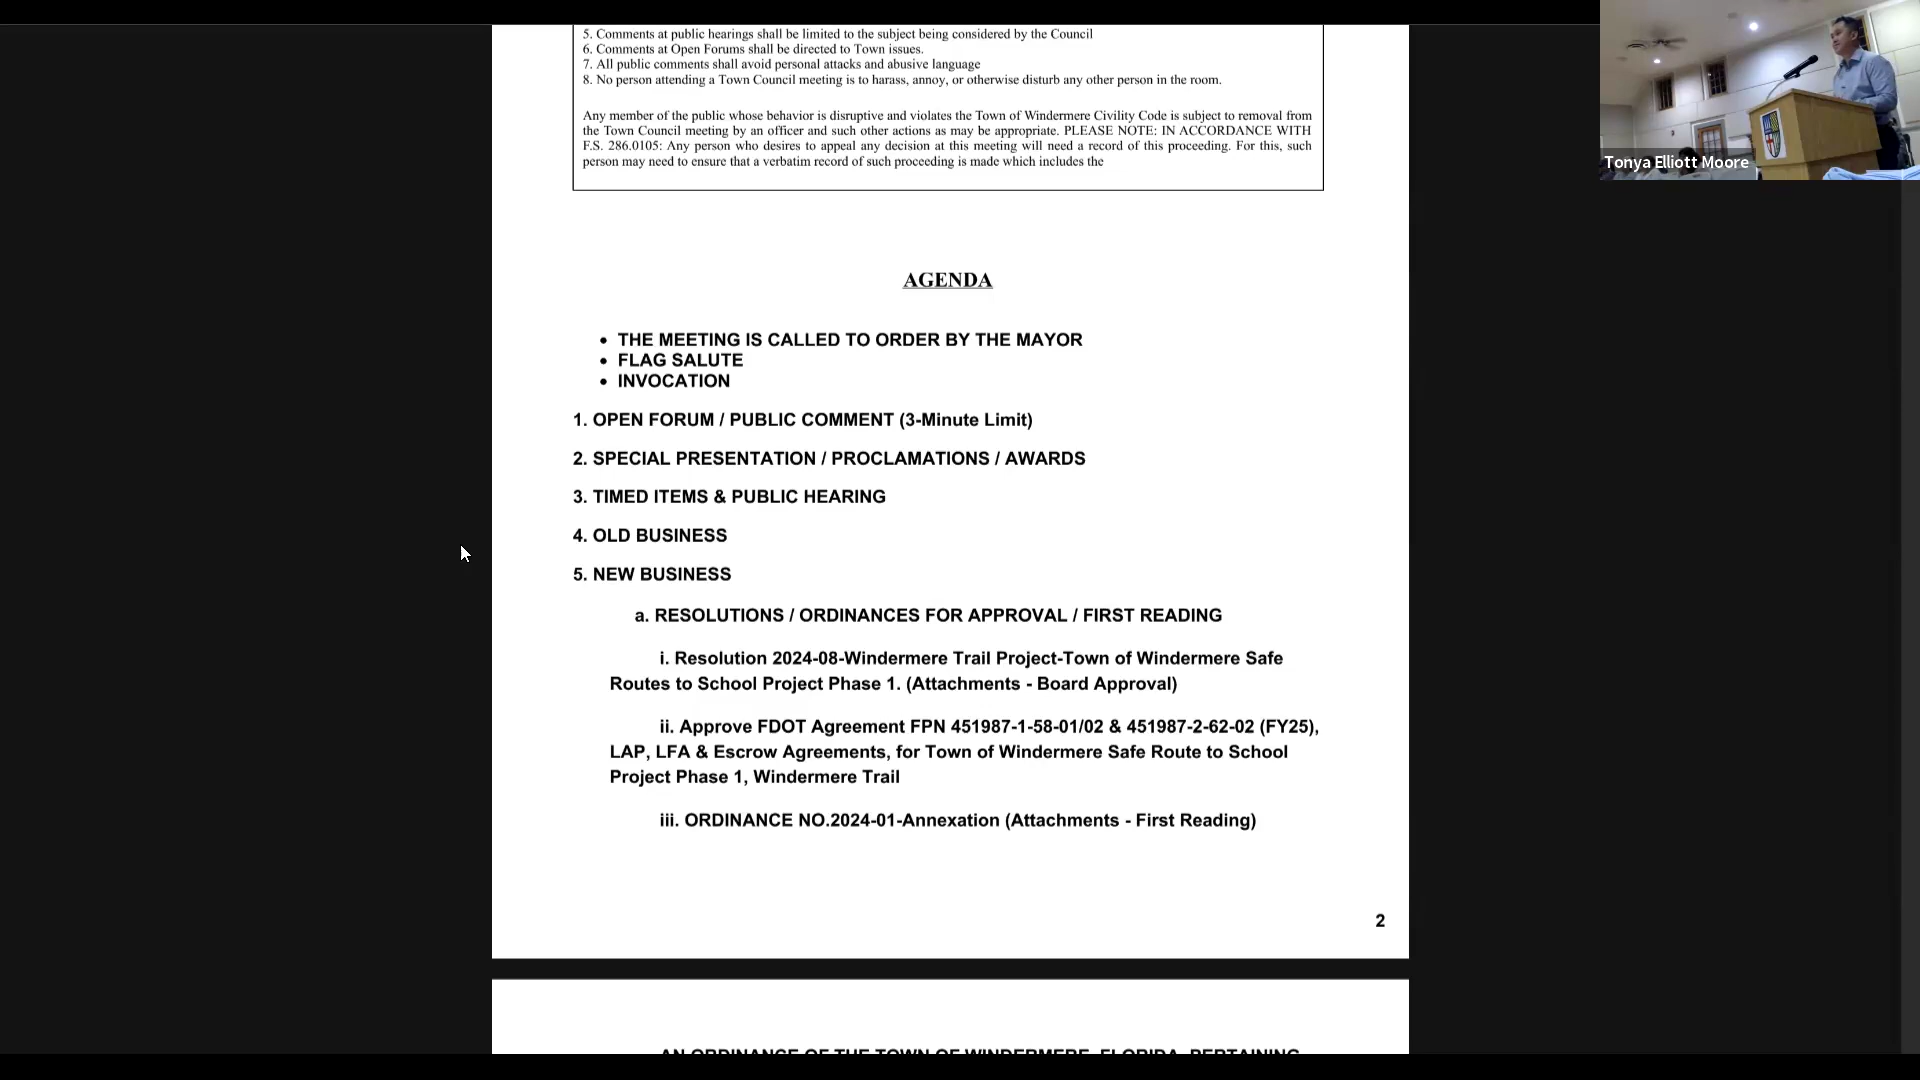 5. Comments at public hearings shall be limited to the subject being considered by the Council
6. Comments at Open Forums shall be directed to Town issues.
7. All public comments shall avoid personal attacks and abusive language
8. No person attending a Town Council meeting is to harass, annoy, or otherwise disturb any other person in the room.
Any member of the public whose behavior is disruptive and violates the Town of Windermere Civility Code is subject to removal from
the Town Council meeting by an officer and such other actions as may be appropriate. PLEASE NOTE: IN ACCORDANCE WITH
F.S. 286.0105: Any person who desires to appeal any decision at this meeting will need a record of this proceeding. For this, such
person may need to ensure that a verbatim record of such proceeding is made which includes the
Tonya Elliott Moore
AGENDA
• THE MEETING IS CALLED TO ORDER BY THE MAYOR
• FLAG SALUTE
• INVOCATION
1. OPEN FORUM / PUBLIC COMMENT (3-Minute Limit)
2. SPECIAL PRESENTATION / PROCLAMATIONS / AWARDS
3. TIMED ITEMS & PUBLIC HEARING
4. OLD BUSINESS
5. NEW BUSINESS
a. RESOLUTIONS / ORDINANCES FOR APPROVAL / FIRST READING
i. Resolution 2024-08-Windermere Trail Project-Town of Windermere Safe
Routes to School Project Phase 1. (Attachments - Board Approval)
ii. Approve FDOT Agreement FPN 451987-1-58-01/02 & 451987-2-62-02 (FY25),
LAP, LFA & Escrow Agreements, for Town of Windermere Safe Route to School
Project Phase 1, Windermere Trail
iii. ORDINANCE NO.2024-01-Annexation (Attachments - First Reading)
2
AN ORDINANCE OF THE TOWN OF WINDERMERE, FLORIDA, PERTAINING